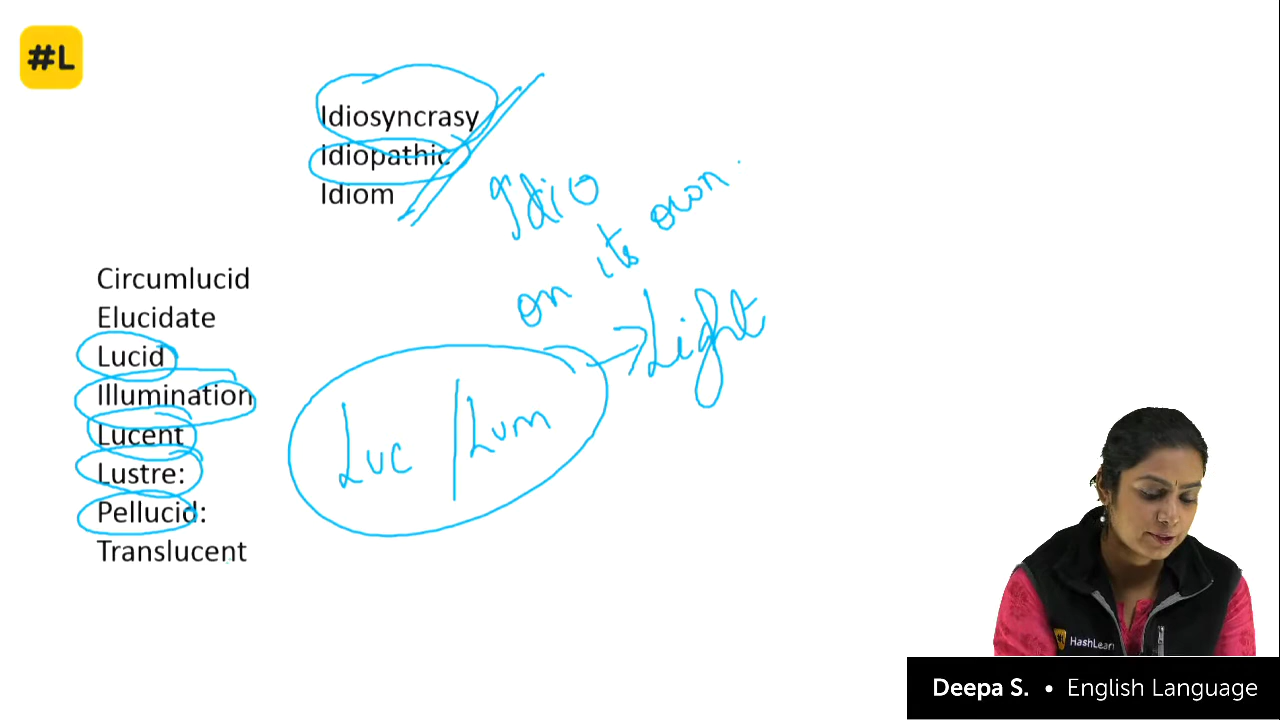 #L
Idiosyncrasy
Idiopathic
Idiom
Idio
on its own
Circumlucid
Elucidate
Lucid
Illumination
Lucent
Lustre:
Pellucid:
Translucent
Luc / Lum
Light
HashLearn
Deepa S. • English Language